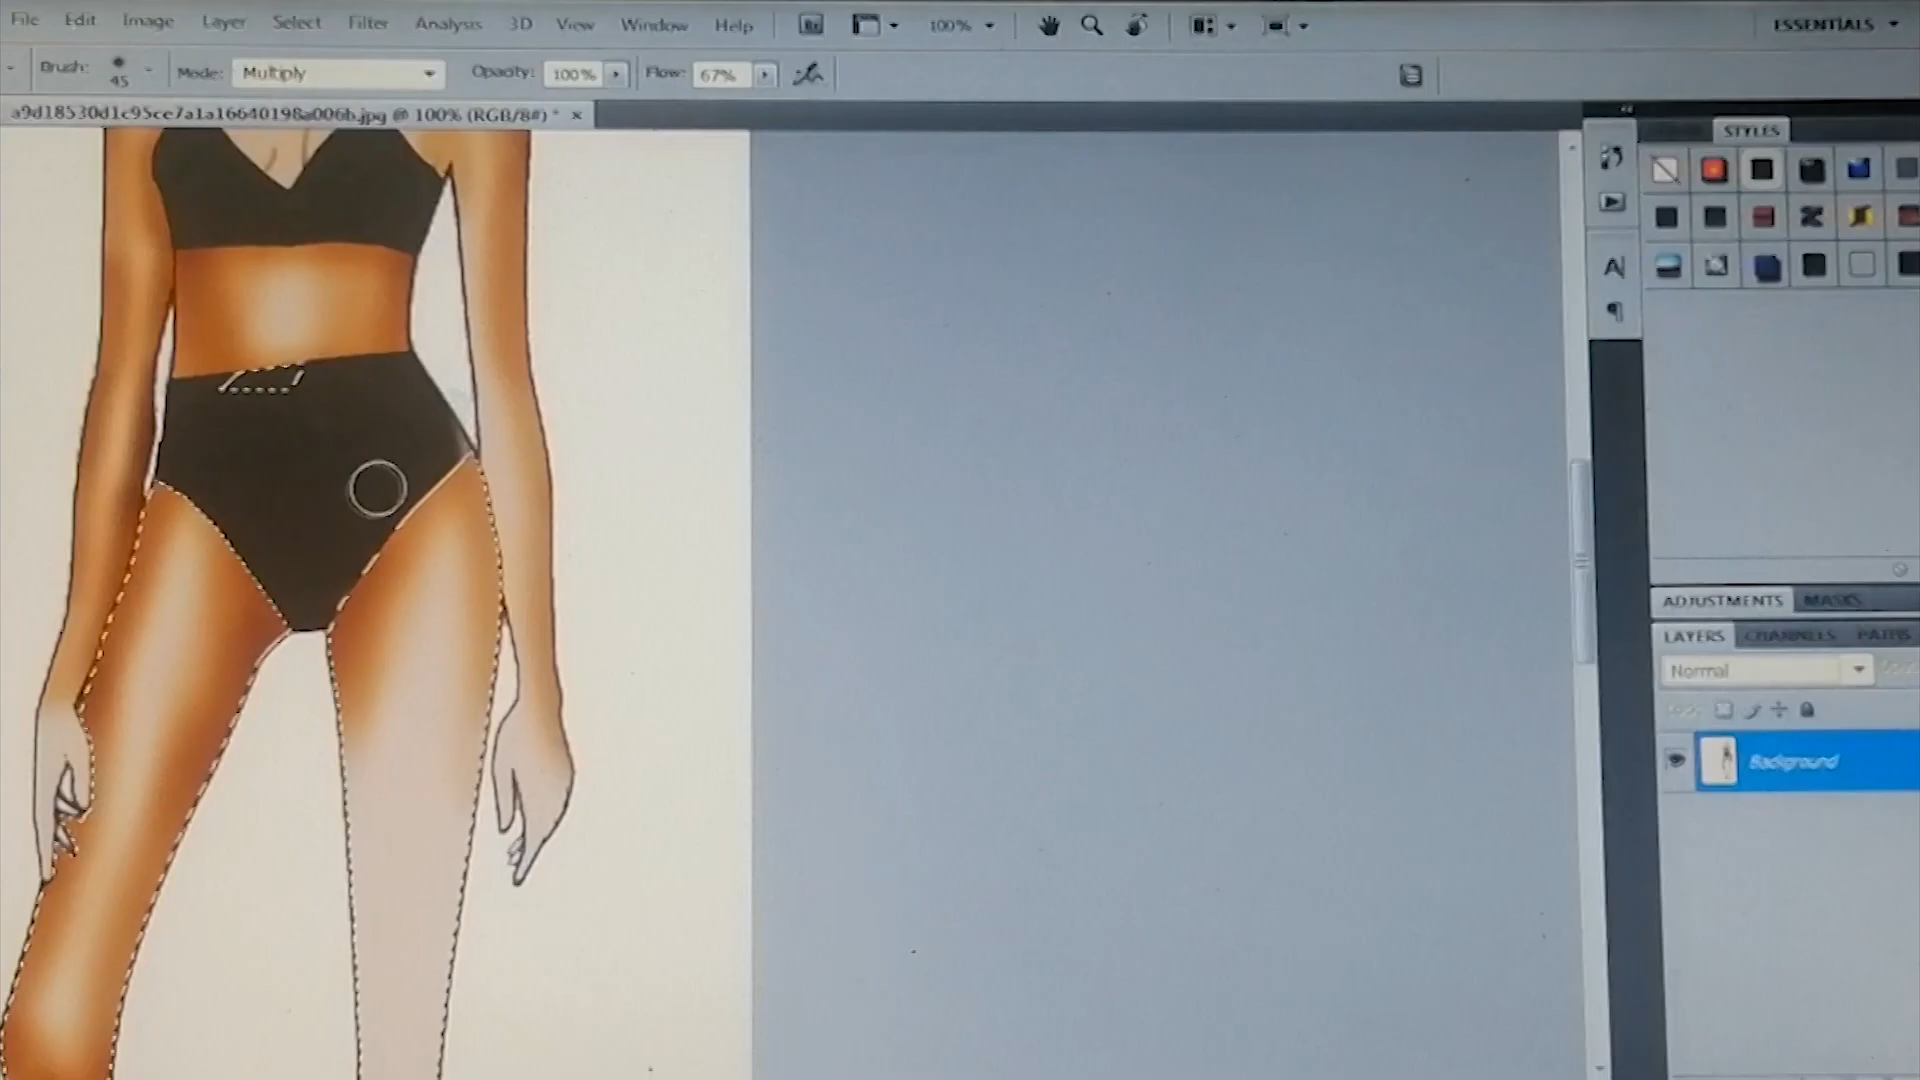 File Edit Image Layer Select Filter Analysis 3D View Window Help Br 100% ESSENTIALS
Brush: 45 Mode: Multiply Opacity: 100% Flow: 67%
a9d18530d1c95ce7a1a16640198a006b.jpg @ 100% (RGB/8#) *
STYLES
A
ADJUSTMENTS MASKS
LAYERS CHANNELS PATHS
Normal
Background